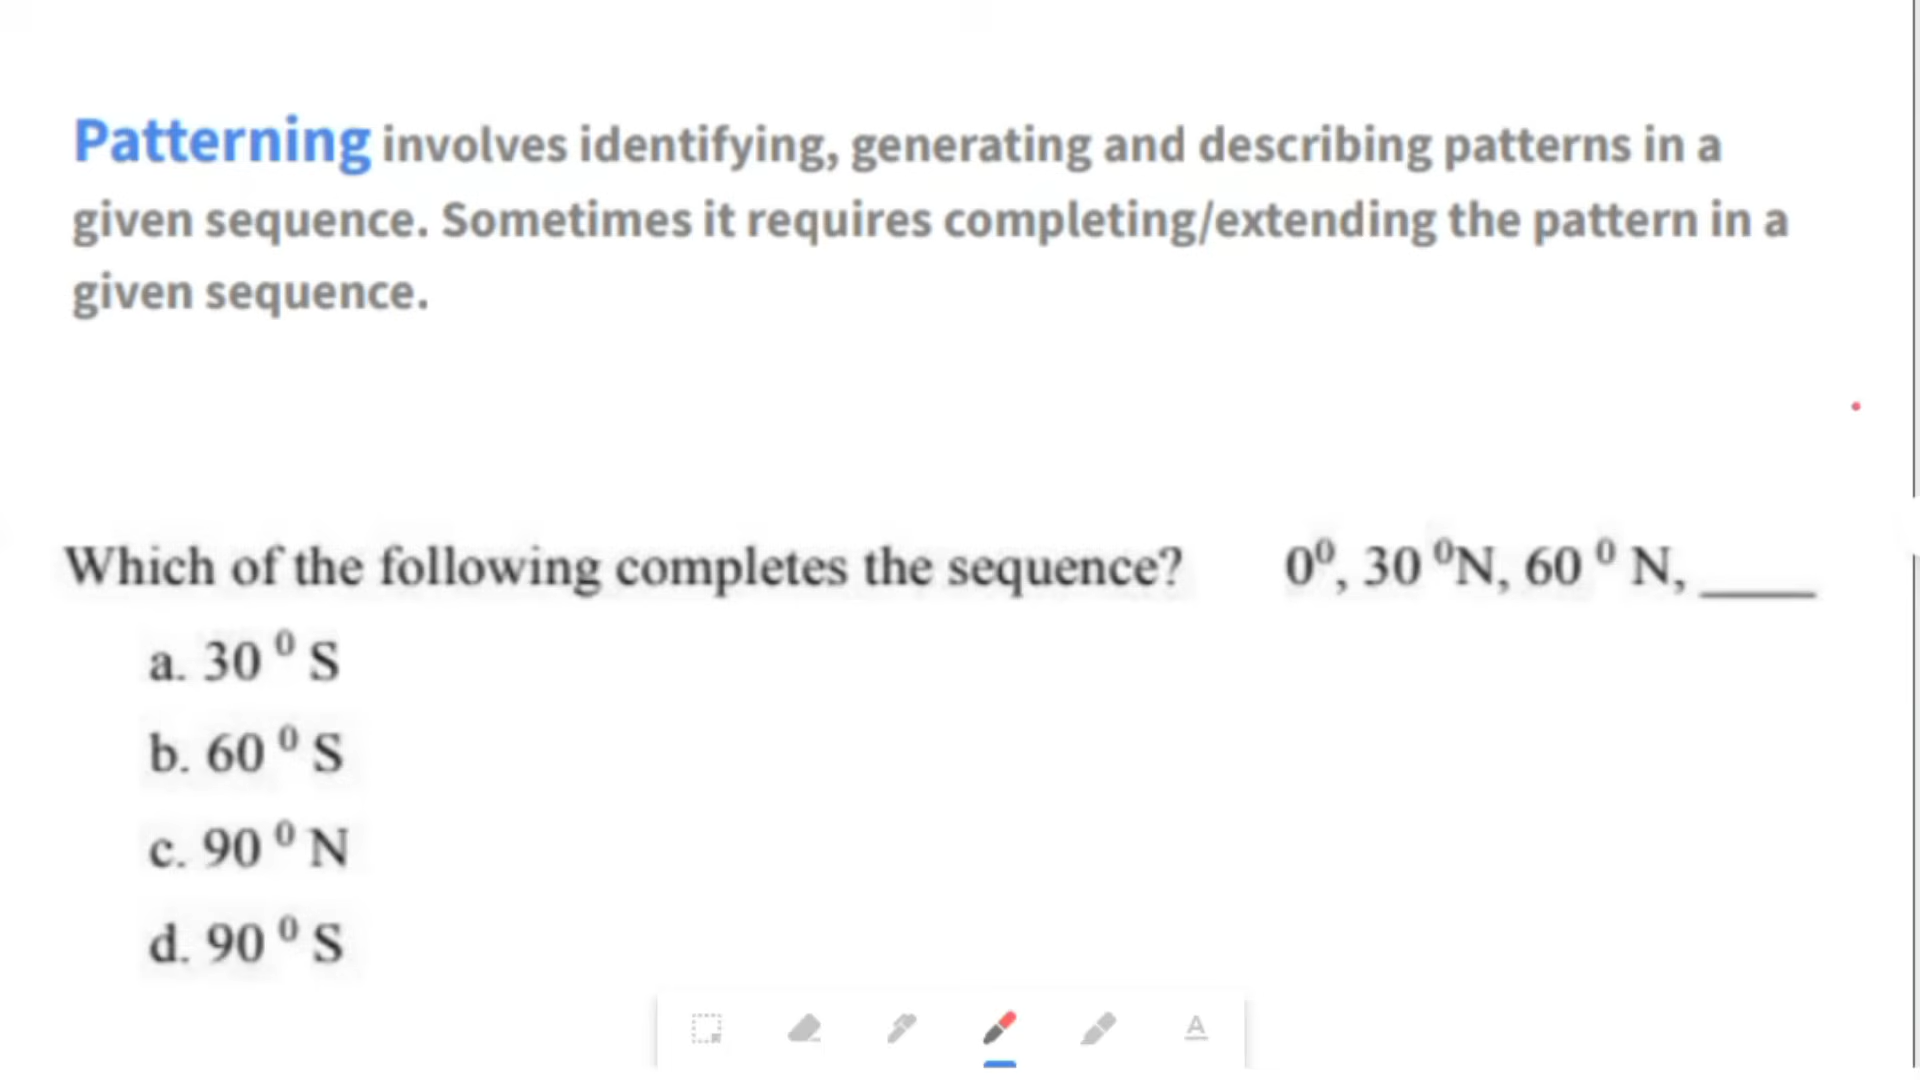 Patterning involves identifying, generating and describing patterns in a
given sequence. Sometimes it requires completing/extending the pattern in a
given sequence.
Which of the following completes the sequence? 0⁰, 30 ⁰N, 60 ⁰ N, ____
a. 30 ⁰ S
b. 60 ⁰ S
c. 90 ⁰ N
d. 90 ⁰ S
A